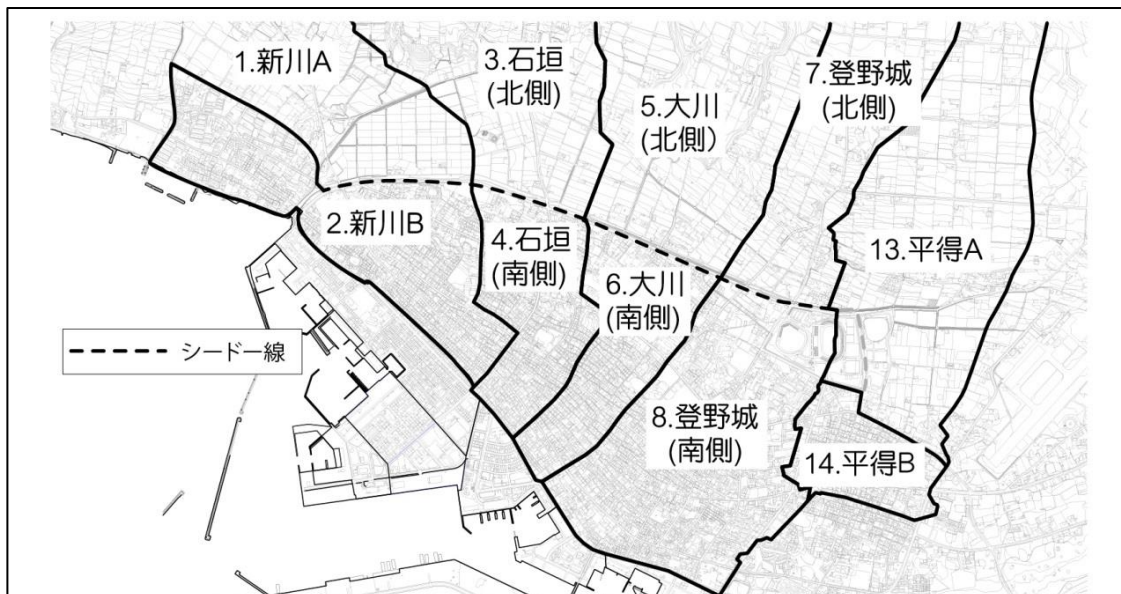 1.新川A
3.石垣
(北側)
5.大川
(北側)
7.登野城
(北側)
2.新川B
4.石垣
(南側)
6.大川
(南側)
13.平得A
シードー線
8.登野城
(南側)
14.平得B